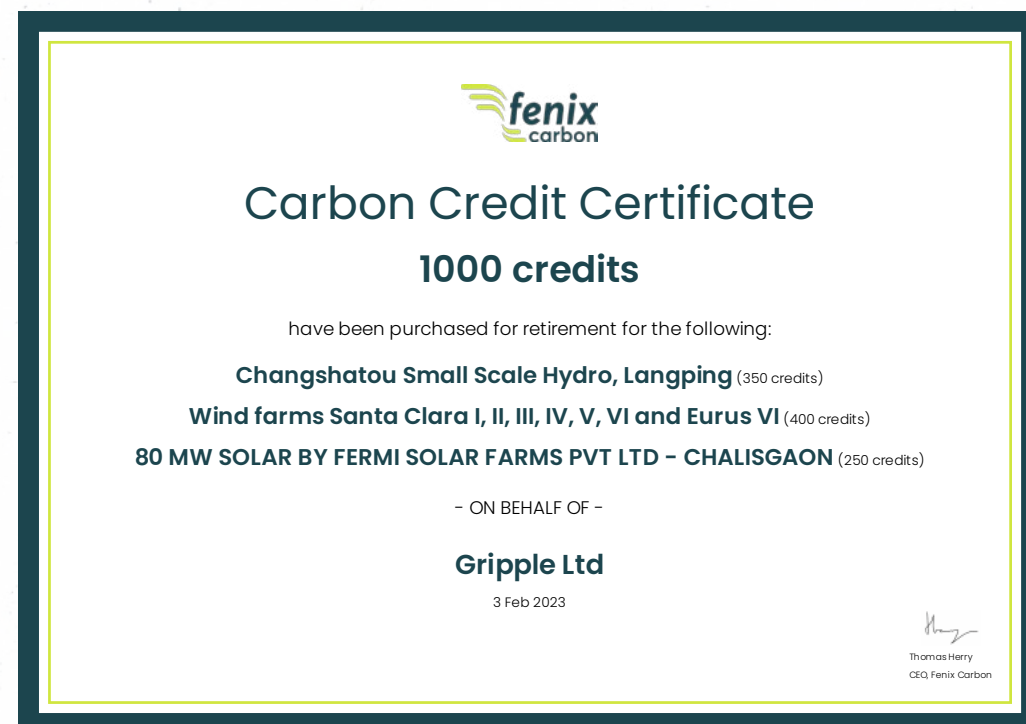 fenix
carbon
Carbon Credit Certificate
1000 credits
have been purchased for retirement for the following:
Changshatou Small Scale Hydro, Langping (350 credits)
Wind farms Santa Clara I, II, III, IV, V, VI and Eurus VI (400 credits)
80 MW SOLAR BY FERMI SOLAR FARMS PVT LTD - CHALISGAON (250 credits)
- ON BEHALF OF -
Gripple Ltd
3 Feb 2023
Thomas Herry
CEO, Fenix Carbon